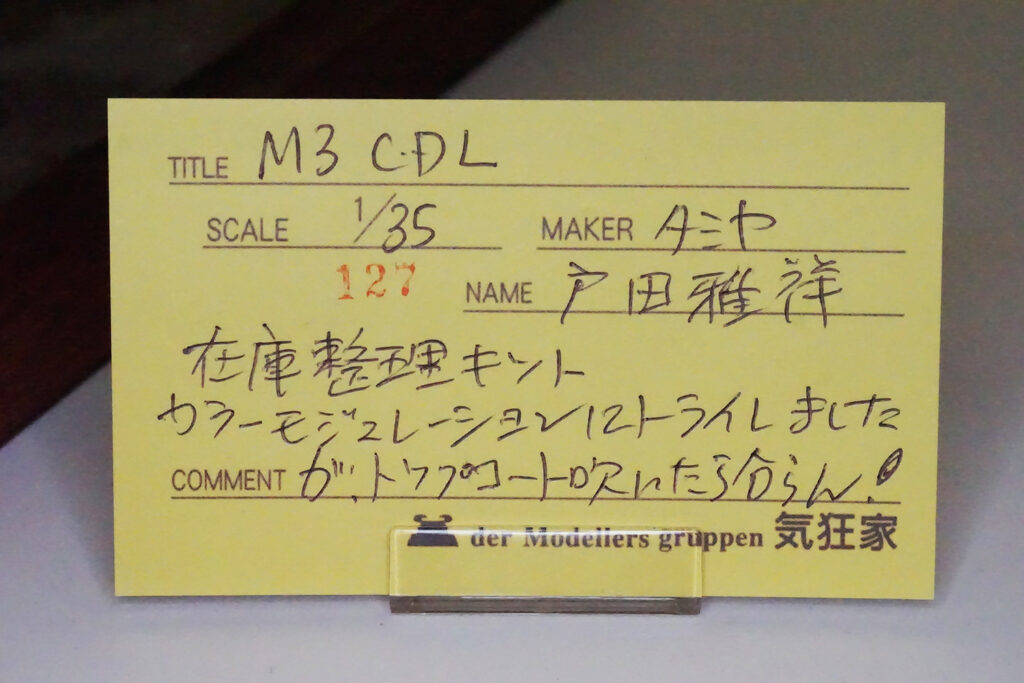 TITLE M3 CDL
SCALE 1/35 MAKER タミヤ
127 NAME 戸田雅祥
在庫整理キット
カラーモジュレーションにトライしました
COMMENT が、トップコート吹いたら分らん!
der Modellers gruppen 気狂家